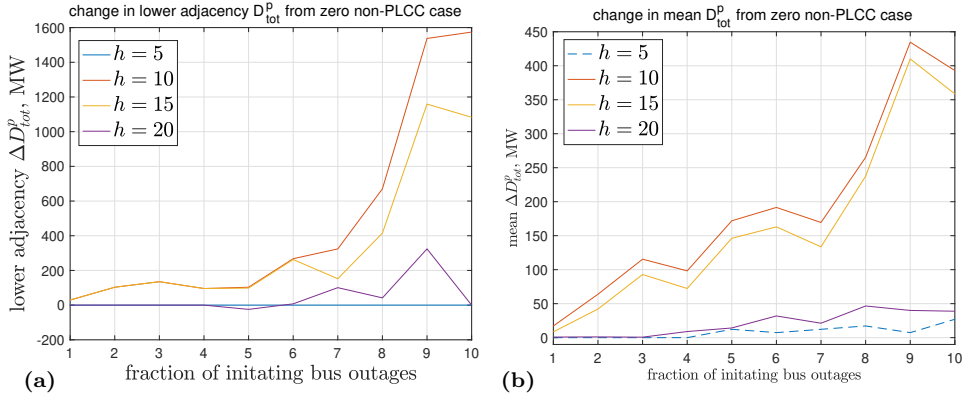 change in lower adjacency D^p_tot from zero non-PLCC case
lower adjacency ΔD^p_tot, MW
1600
1400
1200
1000
800
600
400
200
0
-200
h = 5
h = 10
h = 15
h = 20
1 2 3 4 5 6 7 8 9 10
fraction of initating bus outages
(a)
change in mean D^p_tot from zero non-PLCC case
mean ΔD^p_tot, MW
450
400
350
300
250
200
150
100
50
0
h = 5
h = 10
h = 15
h = 20
1 2 3 4 5 6 7 8 9 10
fraction of initiating bus outages
(b)